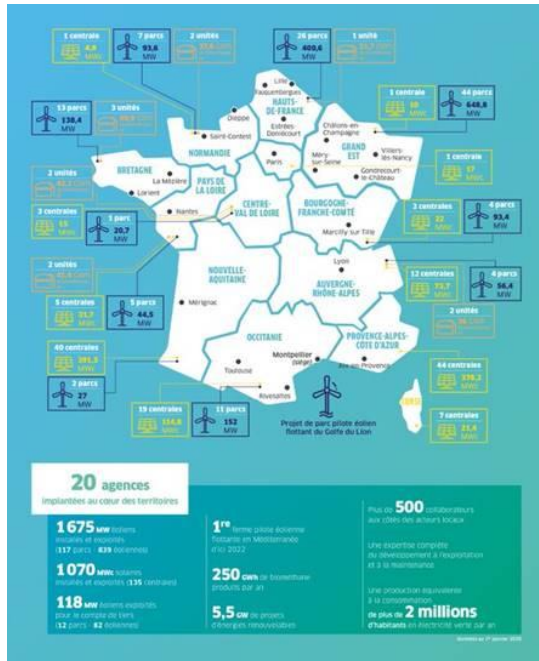 1 centrale
4,8
MWc
7 parcs
93,6
MW
2 unités
26 parcs
400,6
MW
1 unité
13 parcs
138,4
MW
3 unités
1 centrale
10
MWc
44 parcs
648,8
MW
1 centrale
17
MWc
2 unités
3 centrales
15
MWc
1 parc
20,7
MW
3 centrales
22
MWc
4 parcs
93,4
MW
2 unités
5 centrales
31,7
MWc
5 parcs
44,5
MW
12 centrales
73,7
MWc
4 parcs
56,4
MW
2 unités
40 centrales
MWc
3 parcs
27
MW
44 centrales
MWc
19 centrales
MWc
11 parcs
152
MW
7 centrales
21,4
MWc
Lille
Fauquembergues
HAUTS-
DE-FRANCE
Estrées-
Deniécourt
Dieppe
Saint-Contest
NORMANDIE
Paris
Châlons-en-
Champagne
GRAND
EST
Villers-
lès-Nancy
Méry-
sur-Seine
Gondrecourt-
le-Château
BRETAGNE
La Mézière
Lorient
PAYS DE
LA LOIRE
Nantes
CENTRE-
VAL DE LOIRE
BOURGOGNE-
FRANCHE-COMTÉ
Marcilly sur Tille
NOUVELLE-
AQUITAINE
Mérignac
Lyon
AUVERGNE-
RHÔNE-ALPES
OCCITANIE
Toulouse
Montpellier
(siège)
Rivesaltes
PROVENCE-ALPES-
CÔTE D'AZUR
Aix en Provence
CORSE
Projet de parc pilote éolien
flottant du Golfe du Lion
20 agences
implantées au cœur des territoires
1 675 MW éoliens
installés et exploités
(117 parcs - 839 éoliennes)
1 070 MWc solaires
installés et exploités (135 centrales)
118 MW éoliens exploités
pour le compte de tiers
(12 parcs - 82 éoliennes)
1re ferme pilote éolienne
flottante en Méditerranée
d'ici 2022
250 GWh de biométhane
produits par an
5,5 GW de projets
d'énergies renouvelables
Plus de 500 collaborateurs
aux côtés des acteurs locaux
Une expertise complète
du développement à l'exploitation
et à la maintenance.
Une production équivalente
à la consommation
de plus de 2 millions
d'habitants en électricité verte par an